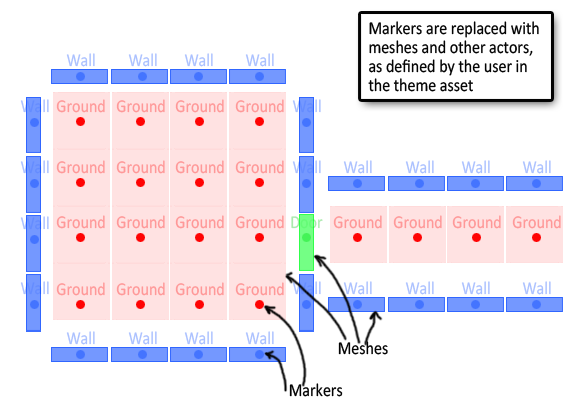 Markers are replaced with
meshes and other actors,
as defined by the user in
the theme asset
Wall Wall Wall Wall
Wall Ground Ground Ground Ground Wall
Wall Ground Ground Ground Ground Wall
Wall Wall Wall Wall
Wall Ground Ground Ground Ground Door Ground Ground Ground Ground
Wall Ground Ground Ground Ground Wall
Wall Wall Wall Wall
Wall Wall Wall Wall
Meshes
Markers